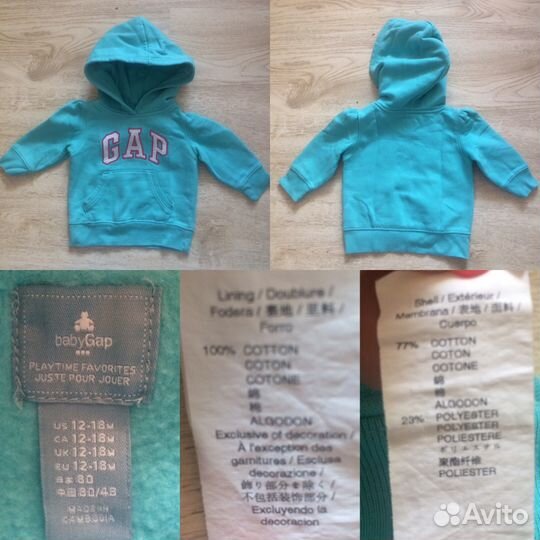 GAP
babyGap
PLAYTIME FAVORITES
JUSTE POUR JOUER
US 12-18M
CA 12-18M
UK 12-18M
EU 12-18M
日本 80
中国 80/48
MADE IN
CAMBODIA
Lining / Doublure /
Fodera / 裏地 / 里料 /
Forro
100% COTTON
COTON
COTONE
綿
棉
ALGODON
Exclusive of decoration /
À l'exception des
garnitures / Esclusa
decorazione /
飾り部分を除く /
不包括装饰部分 /
Excluyendo la
decoracion
Shell / Extérieur /
Membrana / 表地 / 面料 /
Cuerpo
77% COTTON
COTON
COTONE
綿
棉
ALGODON
23% POLYESTER
POLYESTER
POLIESTERE
ポリエステル
聚酯纤维
POLIESTER
Avito